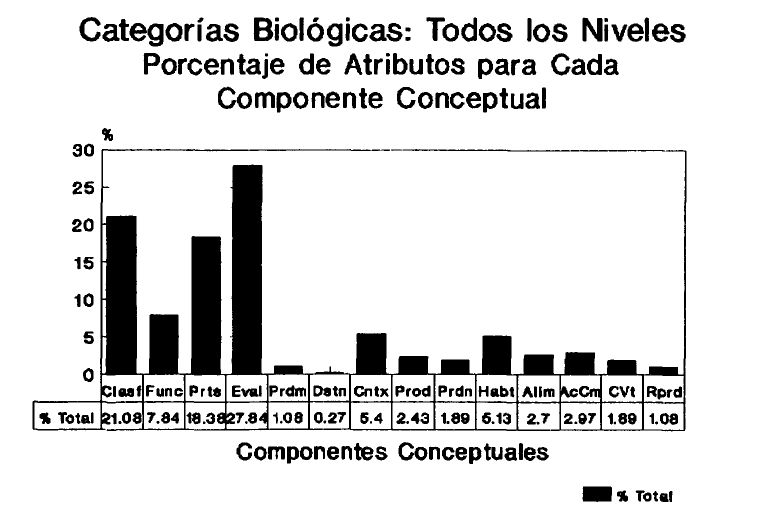 Categorías Biológicas: Todos los Niveles
Porcentaje de Atributos para Cada
Componente Conceptual
%
30
25
20
15
10
5
0
Clasf Func Prts Eval Prdm Dstn Cntx Prod Prdn Habt Alim AcCm CVt Rprd
% Total 21.08 7.84 18.38 27.84 1.08 0.27 5.4 2.43 1.89 5.13 2.7 2.97 1.89 1.08
Componentes Conceptuales
% Total